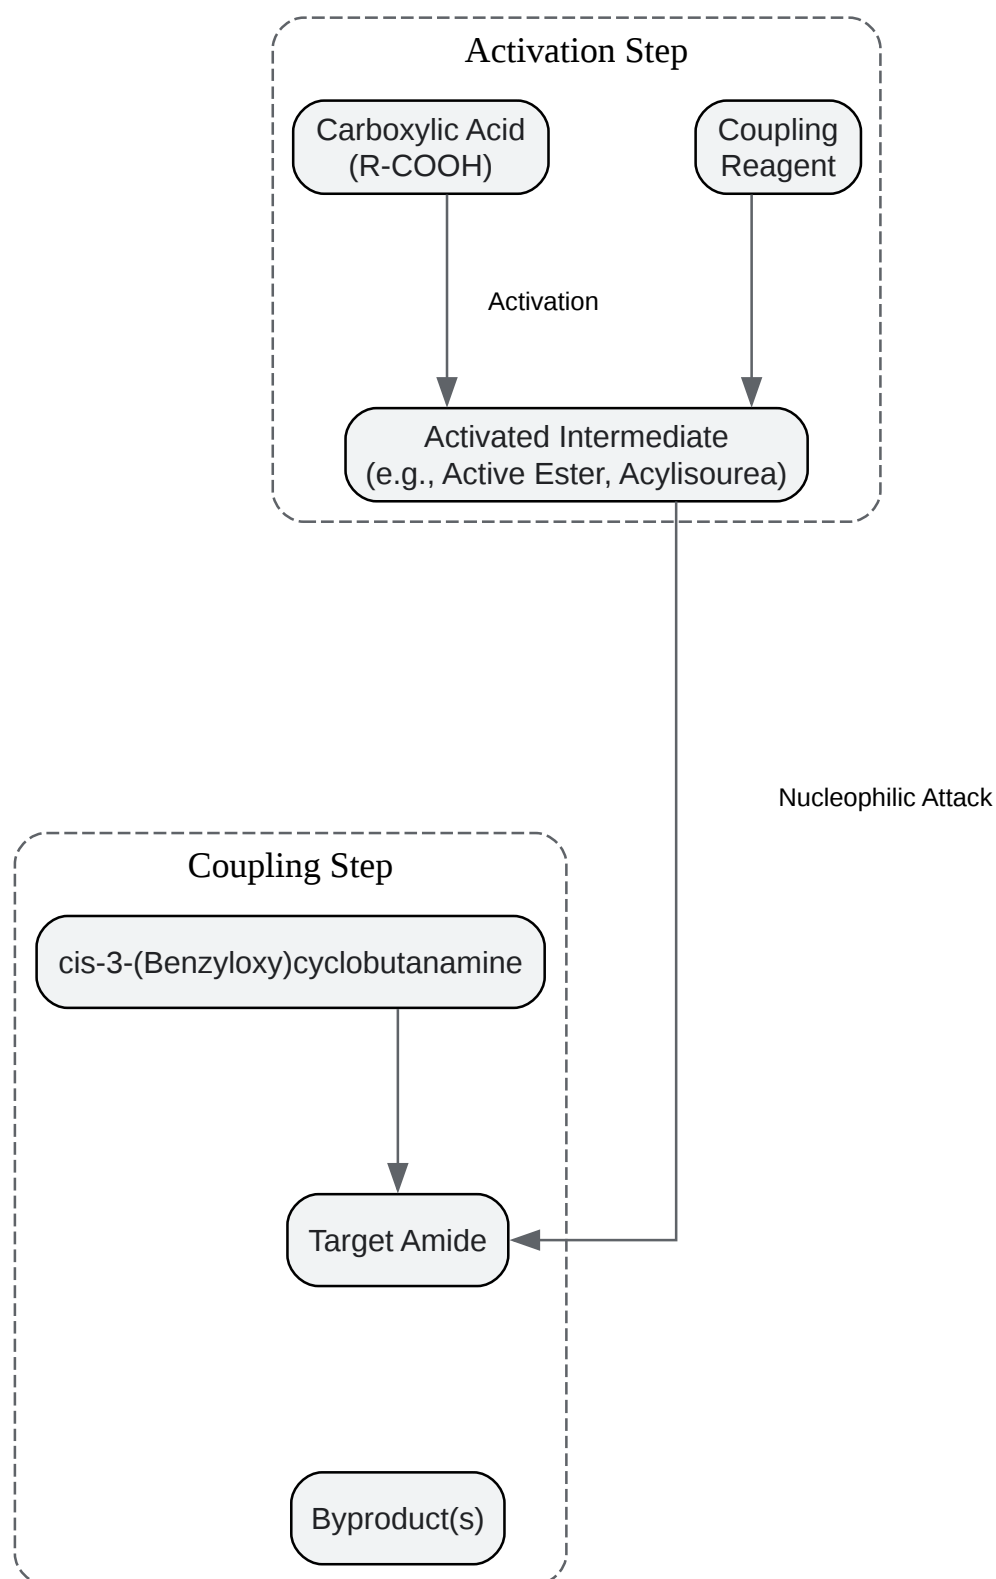 Activation Step
Carboxylic Acid
(R-COOH)
Coupling
Reagent
Activation
Activated Intermediate
(e.g., Active Ester, Acylisourea)
Nucleophilic Attack
Coupling Step
cis-3-(Benzyloxy)cyclobutanamine
Target Amide
Byproduct(s)